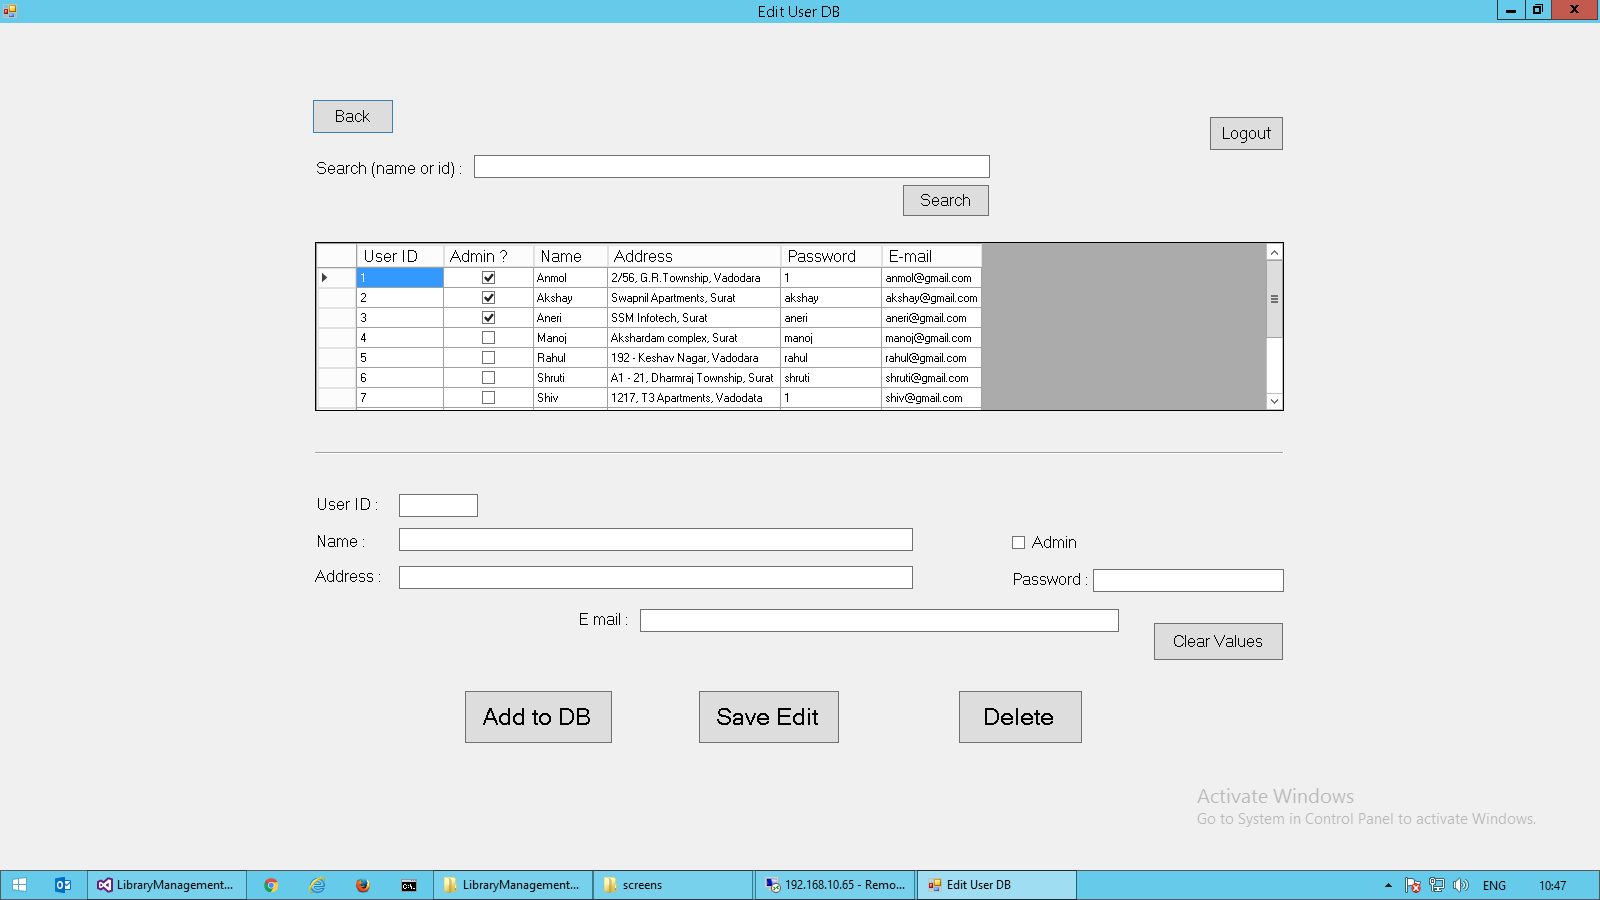 Edit User DB
Back
Logout
Search (name or id) :
Search
User ID Admin ? Name Address Password E-mail
1 Anmol 2/56, G.R.Township, Vadodara 1 anmol@gmail.com
2 Akshay Swapnil Apartments, Surat akshay akshay@gmail.com
3 Aneri SSM Infotech, Surat aneri aneri@gmail.com
4 Manoj Akshardam complex, Surat manoj manoj@gmail.com
5 Rahul 192 - Keshav Nagar, Vadodara rahul rahul@gmail.com
6 Shruti A1 - 21, Dharmraj Township, Surat shruti shruti@gmail.com
7 Shiv 1217, T3 Apartments, Vadodata 1 shiv@gmail.com
User ID :
Name :
Admin
Address :
Password :
E mail :
Clear Values
Add to DB Save Edit Delete
Activate Windows
Go to System in Control Panel to activate Windows.
LibraryManagement... LibraryManagement... screens 192.168.10.65 - Remo... Edit User DB ENG 10:47